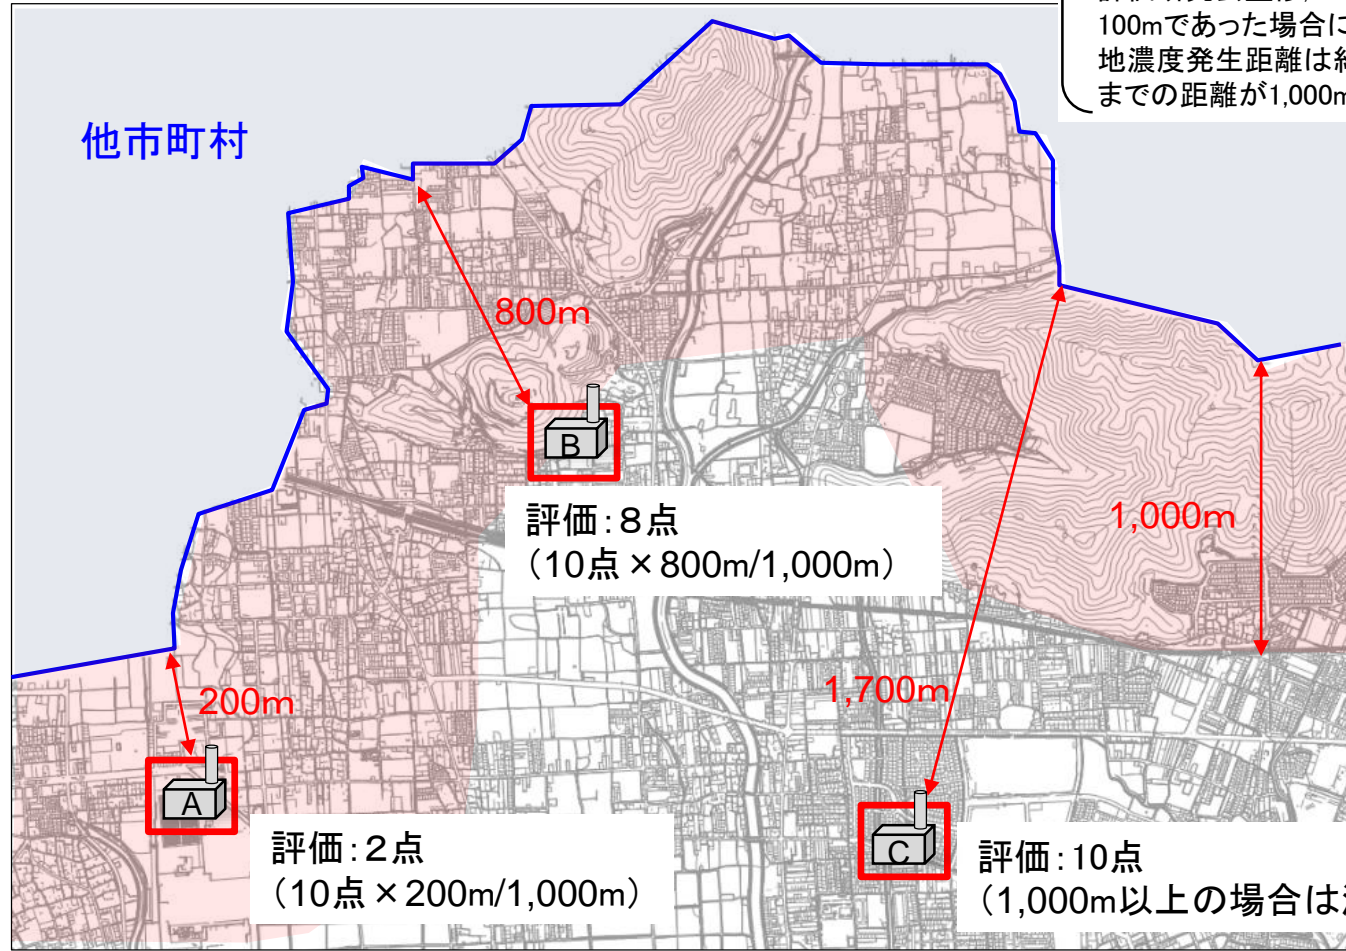 100mであった場合に
地濃度発生距離は
までの距離が1,000m
他市町村
800m
B
評価：８点
（10点×800m/1,000m）
1,000m
200m
1,700m
A
評価：２点
（10点×200m/1,000m）
C
評価：10点
（1,000m以上の場合は